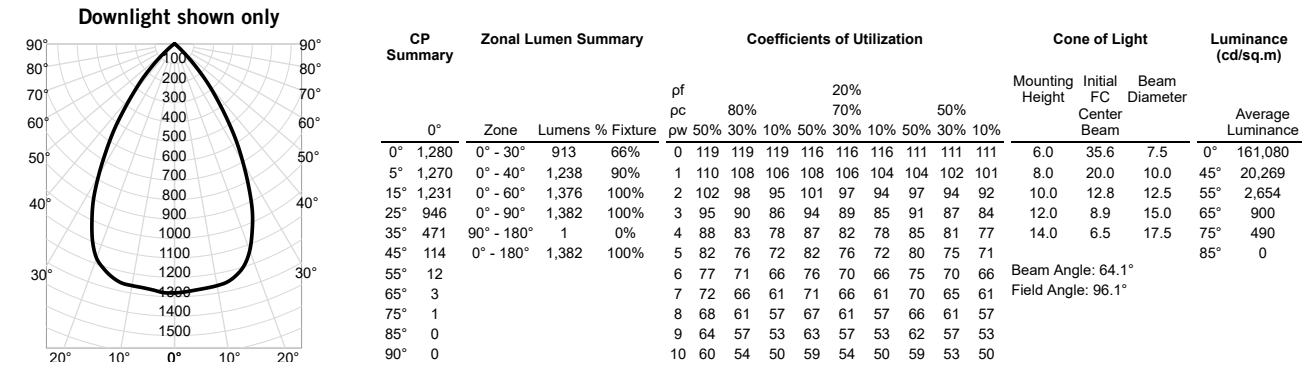 Downlight shown only
90° 90°
80° 80°
70° 70°
60° 60°
50° 50°
40° 40°
30° 30°
20° 10° 0° 10° 20°
100
200
300
400
500
600
700
800
900
1000
1100
1200
1300
1400
1500
CP Zonal Lumen Summary Coefficients of Utilization Cone of Light Luminance
Summary (cd/sq.m)
Mounting Initial Beam
ρf 20% Height FC Diameter
ρc 80% 70% 50% Center Average
0° Zone Lumens % Fixture ρw 50% 30% 10% 50% 30% 10% 50% 30% 10% Beam Luminance
0° 1,280 0° - 30° 913 66% 0 119 119 119 116 116 116 111 111 111 6.0 35.6 7.5 0° 161,080
5° 1,270 0° - 40° 1,238 90% 1 110 108 106 108 106 104 104 102 101 8.0 20.0 10.0 45° 20,269
15° 1,231 0° - 60° 1,376 100% 2 102 98 95 101 97 94 97 94 92 10.0 12.8 12.5 55° 2,654
25° 946 0° - 90° 1,382 100% 3 95 90 86 94 89 85 91 87 84 12.0 8.9 15.0 65° 900
35° 471 90° - 180° 1 0% 4 88 83 78 87 82 78 85 81 77 14.0 6.5 17.5 75° 490
45° 114 0° - 180° 1,382 100% 5 82 76 72 82 76 72 80 75 71 85° 0
55° 12 6 77 71 66 76 70 66 75 70 66 Beam Angle: 64.1°
65° 3 7 72 66 61 71 66 61 70 65 61 Field Angle: 96.1°
75° 1 8 68 61 57 67 61 57 66 61 57
85° 0 9 64 57 53 63 57 53 62 57 53
90° 0 10 60 54 50 59 54 50 59 53 50